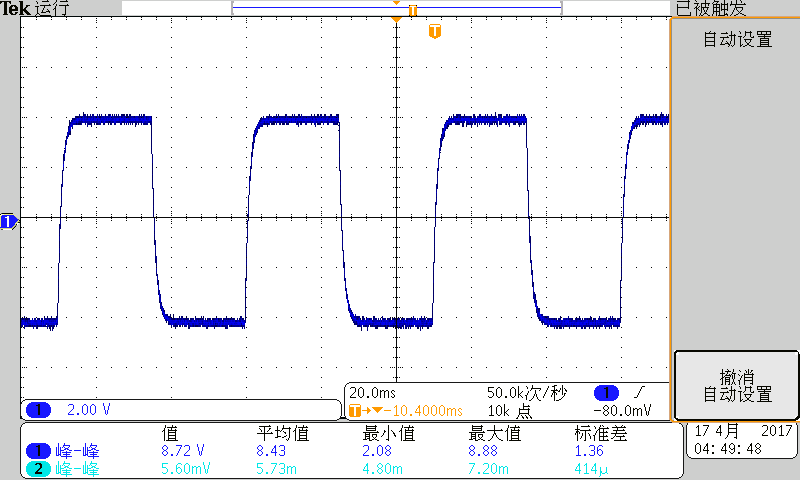 Tek 运行 T 已被触发
T
自动设置
1
撤消
自动设置
1 2.00 V
20.0ms 50.0k次/秒 1
T→▼−10.4000ms 10k 点 −80.0mV
值 平均值 最小值 最大值 标准差
1 峰−峰 8.72 V 8.43 2.08 8.88 1.36
2 峰−峰 5.60mV 5.73m 4.80m 7.20m 414µ
17 4月 2017
04:49:48